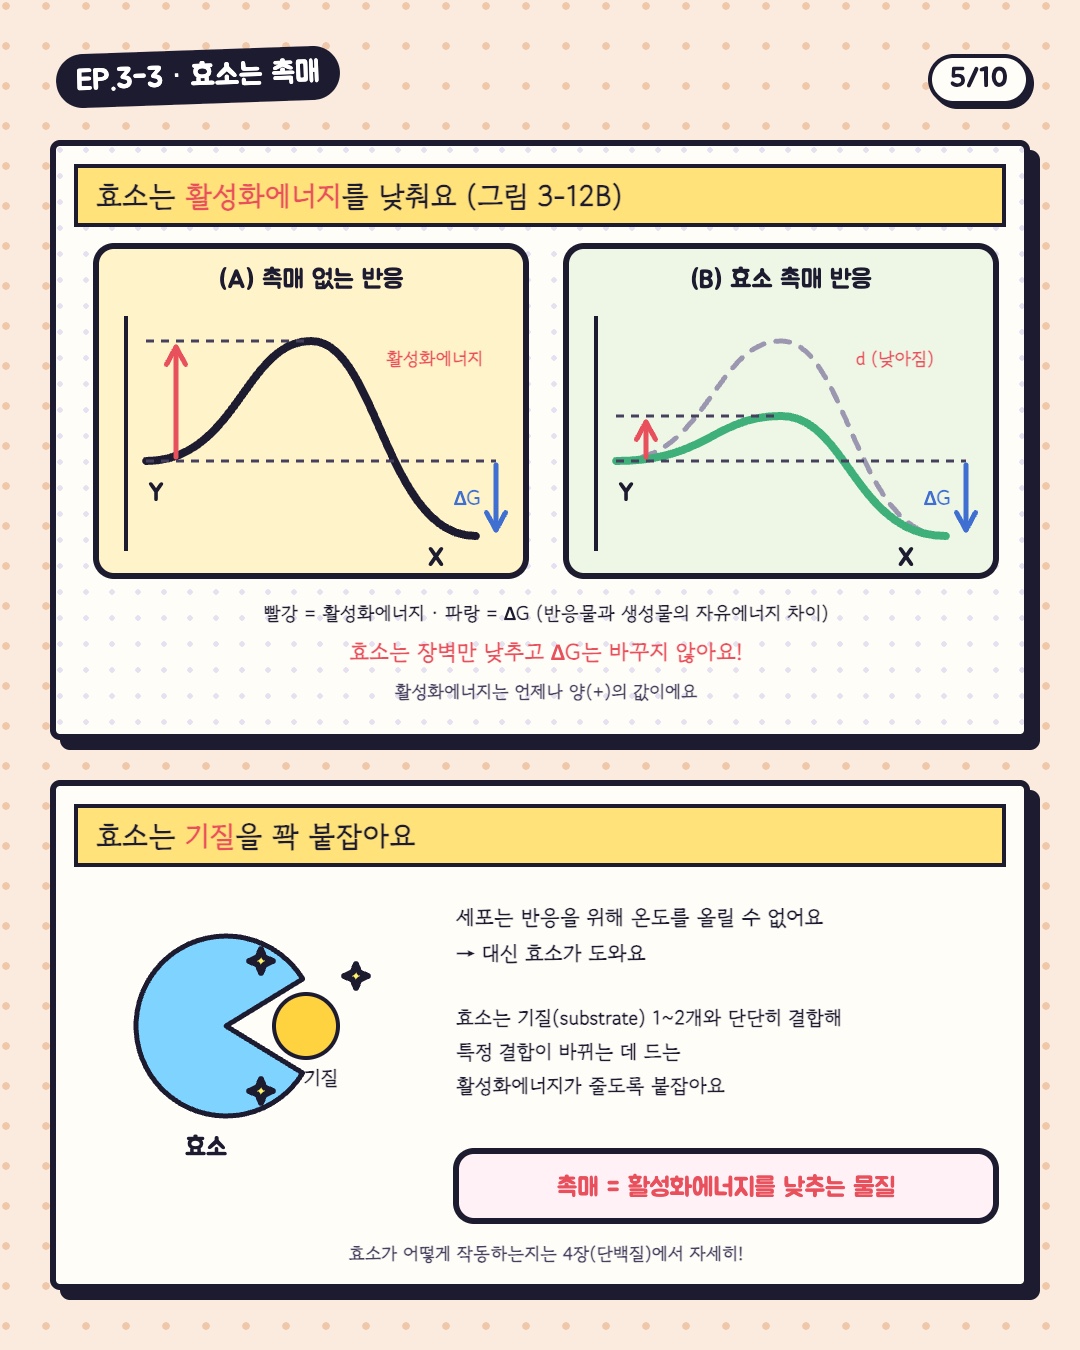 EP.3-3 · 효소는 촉매
5/10
효소는 활성화에너지를 낮춰요 (그림 3-12B)
(A) 촉매 없는 반응
활성화에너지
Y
ΔG
X
(B) 효소 촉매 반응
d (낮아짐)
Y
ΔG
X
빨강 = 활성화에너지 · 파랑 = ΔG (반응물과 생성물의 자유에너지 차이)
효소는 장벽만 낮추고 ΔG는 바꾸지 않아요!
활성화에너지는 언제나 양(+)의 값이에요
효소는 기질을 꽉 붙잡아요
기질
효소
세포는 반응을 위해 온도를 올릴 수 없어요
→ 대신 효소가 도와요
효소는 기질(substrate) 1~2개와 단단히 결합해
특정 결합이 바뀌는 데 드는
활성화에너지가 줄도록 붙잡아요
촉매 = 활성화에너지를 낮추는 물질
효소가 어떻게 작동하는지는 4장(단백질)에서 자세히!